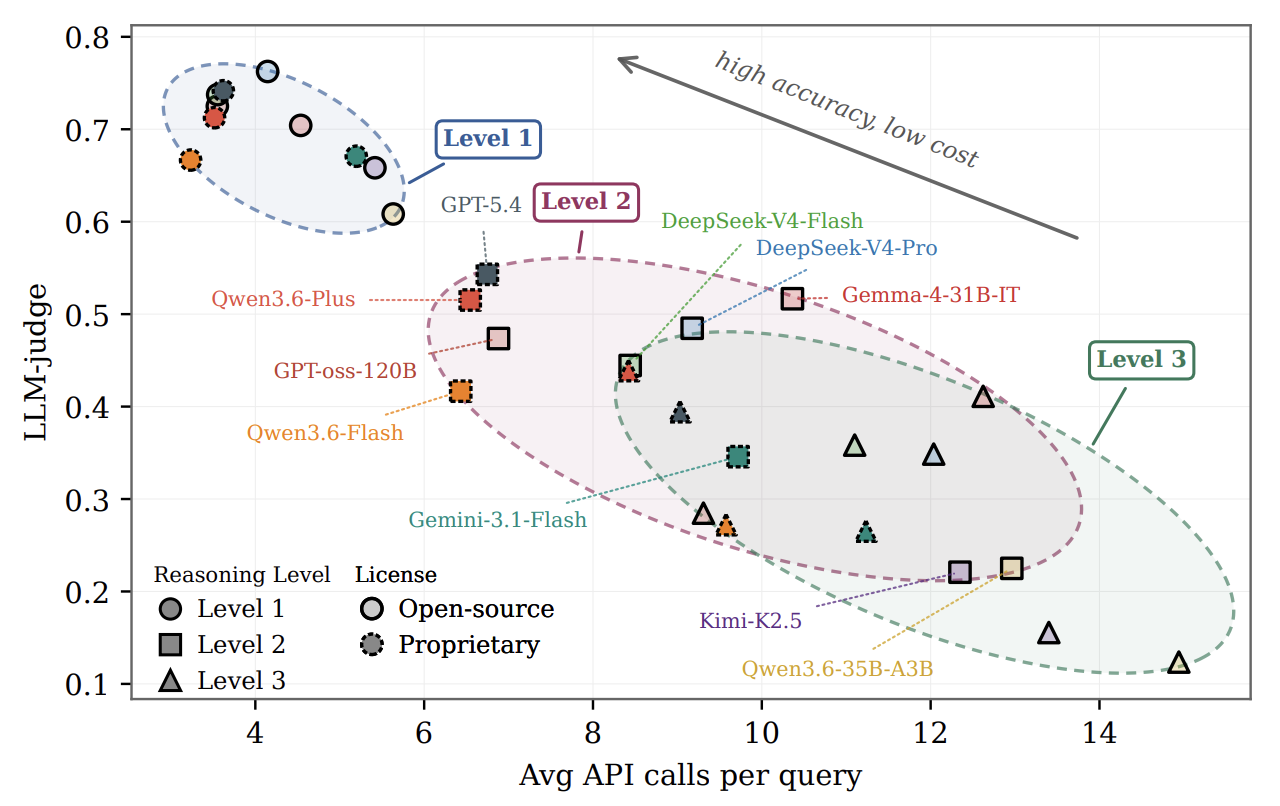 0.8
0.7
0.6
0.5
0.4
0.3
0.2
0.1
LLM-judge
4
6
8
10
12
14
Avg API calls per query
high accuracy, low cost
Level 1
Level 2
Level 3
GPT-5.4
DeepSeek-V4-Flash
DeepSeek-V4-Pro
Qwen3.6-Plus
Gemma-4-31B-IT
GPT-oss-120B
Qwen3.6-Flash
Gemini-3.1-Flash
Kimi-K2.5
Qwen3.6-35B-A3B
Reasoning Level
Level 1
Level 2
Level 3
License
Open-source
Proprietary